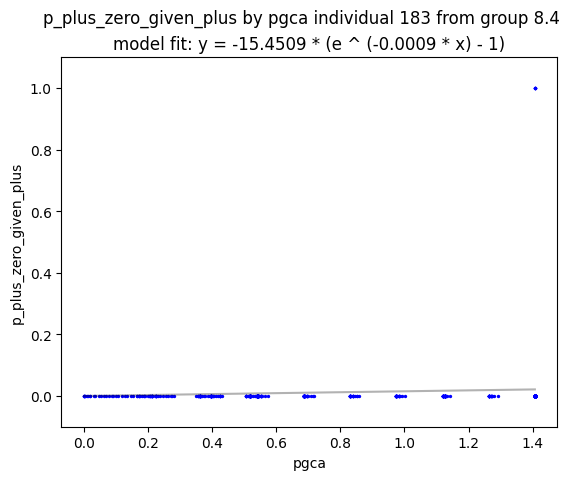 p_plus_zero_given_plus by pgca individual 183 from group 8.4
model fit: y = -15.4509 * (e ^ (-0.0009 * x) - 1)
p_plus_zero_given_plus
1.0
0.8
0.6
0.4
0.2
0.0
0.0 0.2 0.4 0.6 0.8 1.0 1.2 1.4
pgca